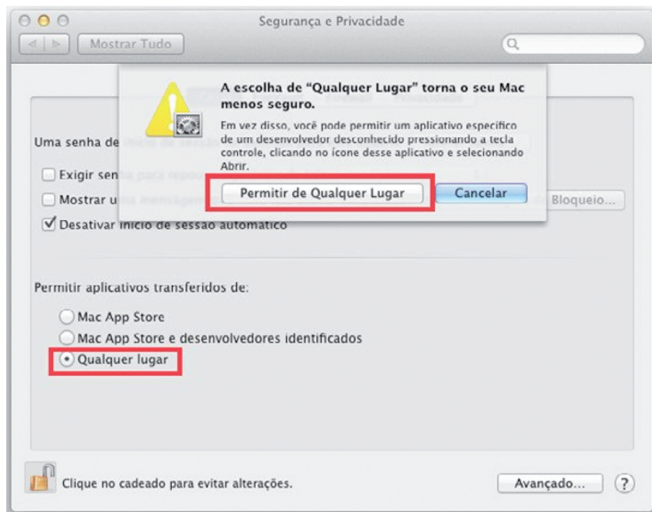 Segurança e Privacidade
Mostrar Tudo
A escolha de “Qualquer Lugar” torna o seu Mac
menos seguro.
Em vez disso, você pode permitir um aplicativo específico
de um desenvolvedor desconhecido pressionando a tecla
controle, clicando no ícone desse aplicativo e selecionando
Abrir.
Permitir de Qualquer Lugar
Cancelar
Uma senha de
Exigir
Mostrar
Bloqueio...
Desativar início de sessão automático
Permitir aplicativos transferidos de:
Mac App Store
Mac App Store e desenvolvedores identificados
Qualquer lugar
Clique no cadeado para evitar alterações.
Avançado...
?